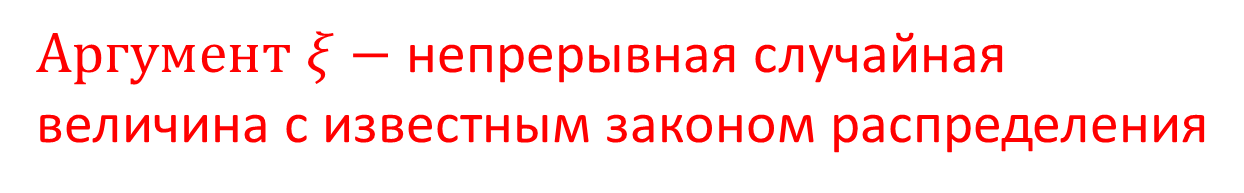 Аргумент ξ − непрерывная случайная
величина с известным законом распределения